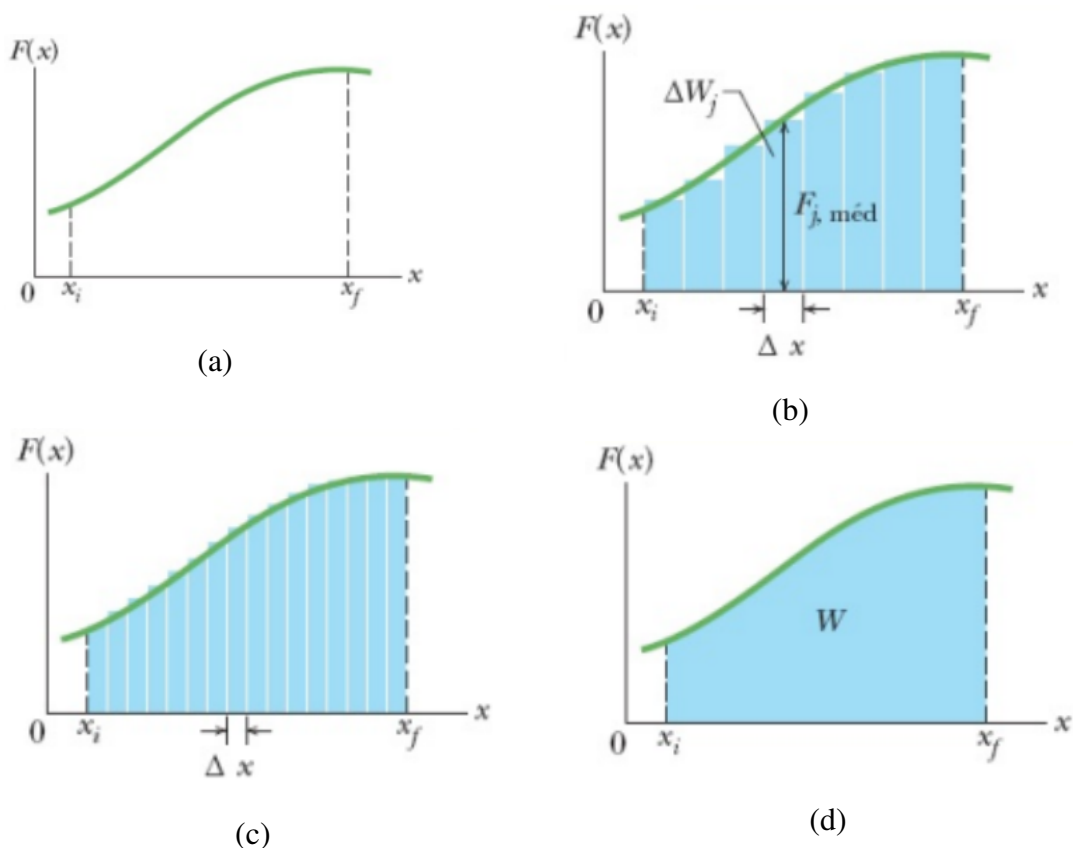 F(x)
0
x_i
x_f
x
(a)
F(x)
ΔW_j
F_j, méd
0
x_i
x_f
x
Δ x
(b)
F(x)
0
x_i
x_f
x
Δ x
(c)
F(x)
W
0
x_i
x_f
x
(d)